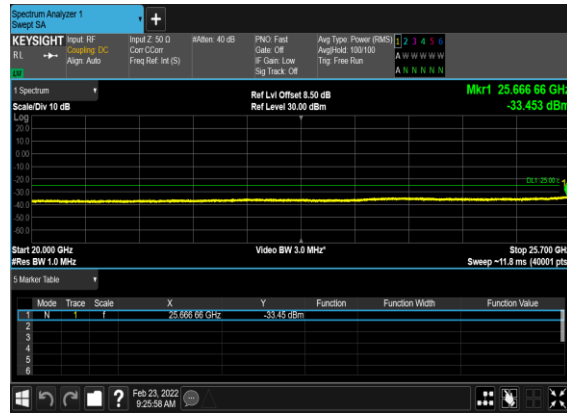 Spectrum Analyzer 1
Swept SA
+
KEYSIGHT Input: RF Input Z: 50 Ω #Atten: 40 dB PNO: Fast Avg Type: Power (RMS) 1 2 3 4 5 6
RL Coupling: DC Corr CCorr Gate: Off Avg|Hold: 100/100 A W W W W W
Align: Auto Freq Ref: Int (S) IF Gain: Low Trig: Free Run A N N N N N
Sig Track: Off
1 Spectrum Ref Lvl Offset 8.50 dB Mkr1 25.666 66 GHz
Scale/Div 10 dB Ref Level 30.00 dBm -33.453 dBm
Log
20.0
10.0
0.00
-10.0
-20.0
DL1 -25.00
-30.0
-40.0
-50.0
-60.0
Start 20.000 GHz Video BW 3.0 MHz* Stop 25.700 GHz
#Res BW 1.0 MHz Sweep ~11.8 ms (40001 pts
5 Marker Table
Mode Trace Scale X Y Function Function Width Function Value
1 N 1 f 25.666 66 GHz -33.45 dBm
2
3
4
5
6
? Feb 23, 2022
9:25:58 AM